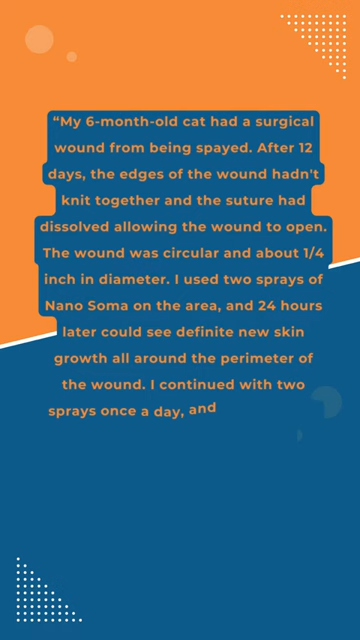 “My 6-month-old cat had a surgical
wound from being spayed. After 12
days, the edges of the wound hadn't
knit together and the suture had
dissolved allowing the wound to open.
The wound was circular and about 1/4
inch in diameter. I used two sprays of
Nano Soma on the area, and 24 hours
later could see definite new skin
growth all around the perimeter of
the wound. I continued with two
sprays once a day, and